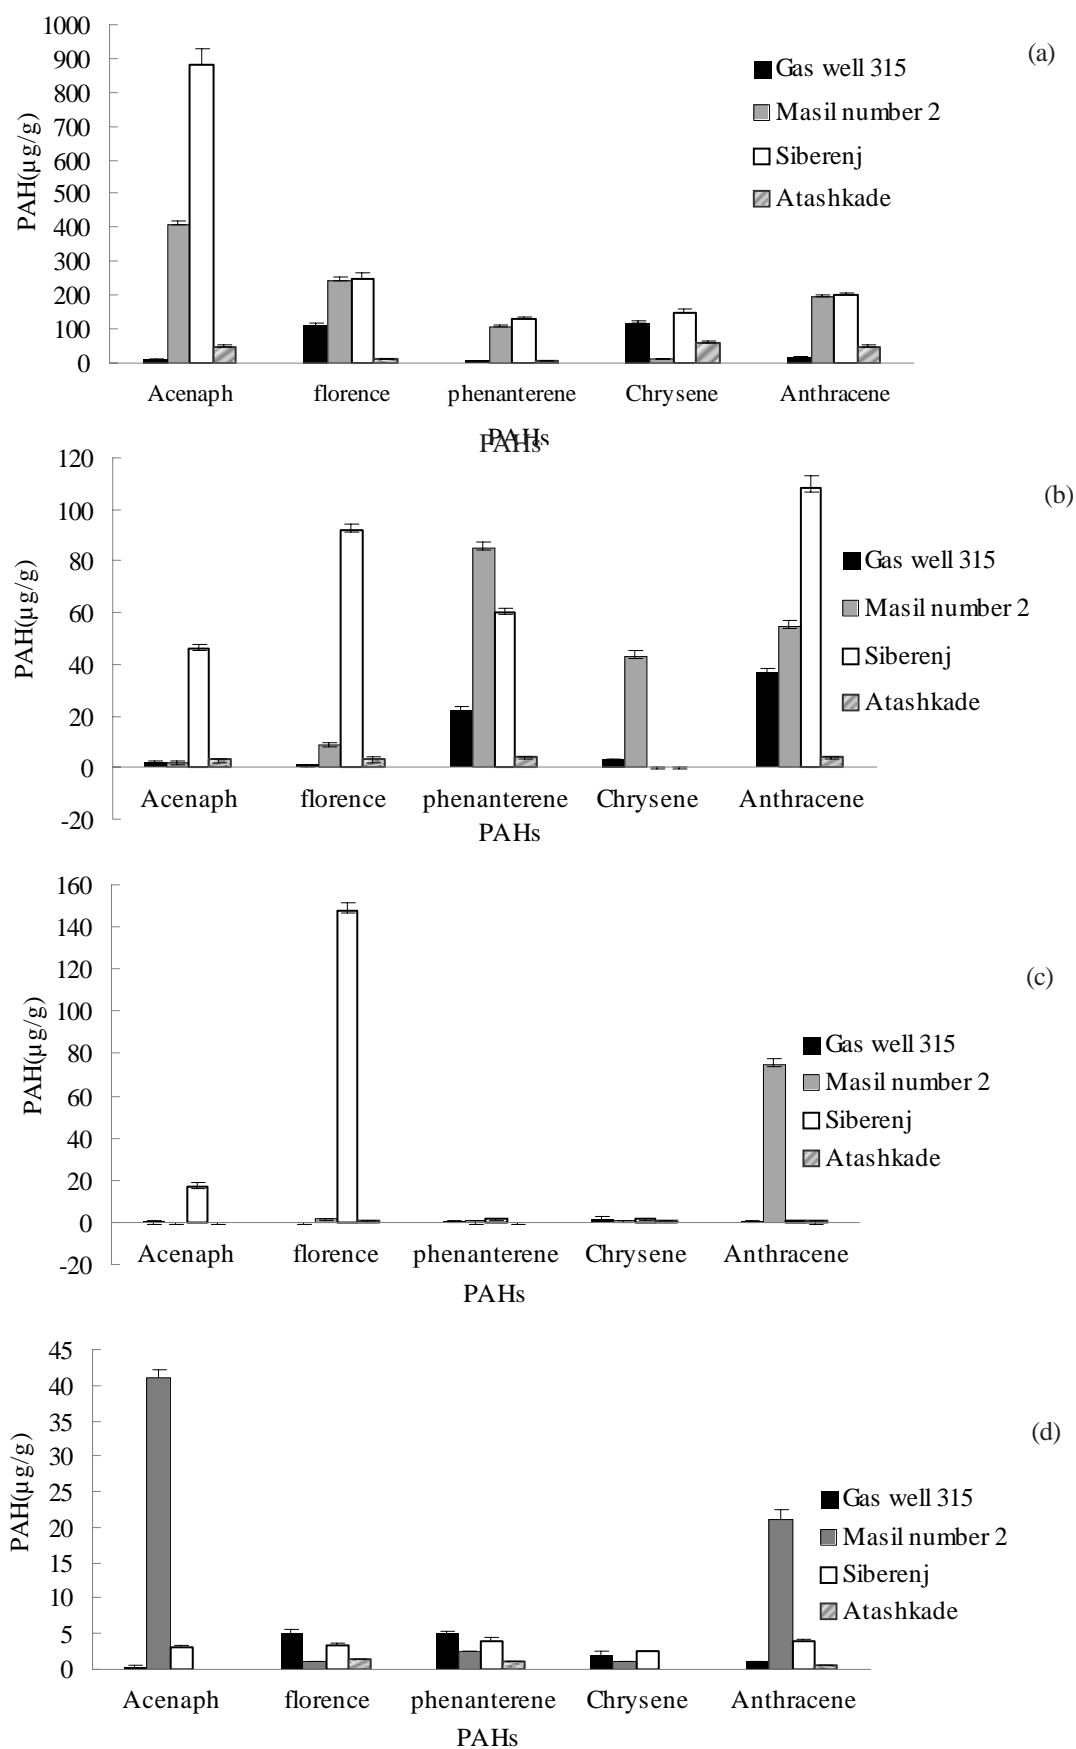 (a)
PAH(µg/g)
1000
900
800
700
600
500
400
300
200
100
0
Gas well 315
Masil number 2
Siberenj
Atashkade
Acenaph florence phenanterene Chrysene Anthracene
PAHs
PAHs
(b)
PAH(µg/g)
120
100
80
60
40
20
0
-20
Gas well 315
Masil number 2
Siberenj
Atashkade
Acenaph florence phenanterene Chrysene Anthracene
PAHs
(c)
PAH(µg/g)
160
140
120
100
80
60
40
20
0
-20
Gas well 315
Masil number 2
Siberenj
Atashkade
Acenaph florence phenanterene Chrysene Anthracene
PAHs
(d)
PAH(µg/g)
45
40
35
30
25
20
15
10
5
0
Gas well 315
Masil number 2
Siberenj
Atashkade
Acenaph florence phenanterene Chrysene Anthracene
PAHs